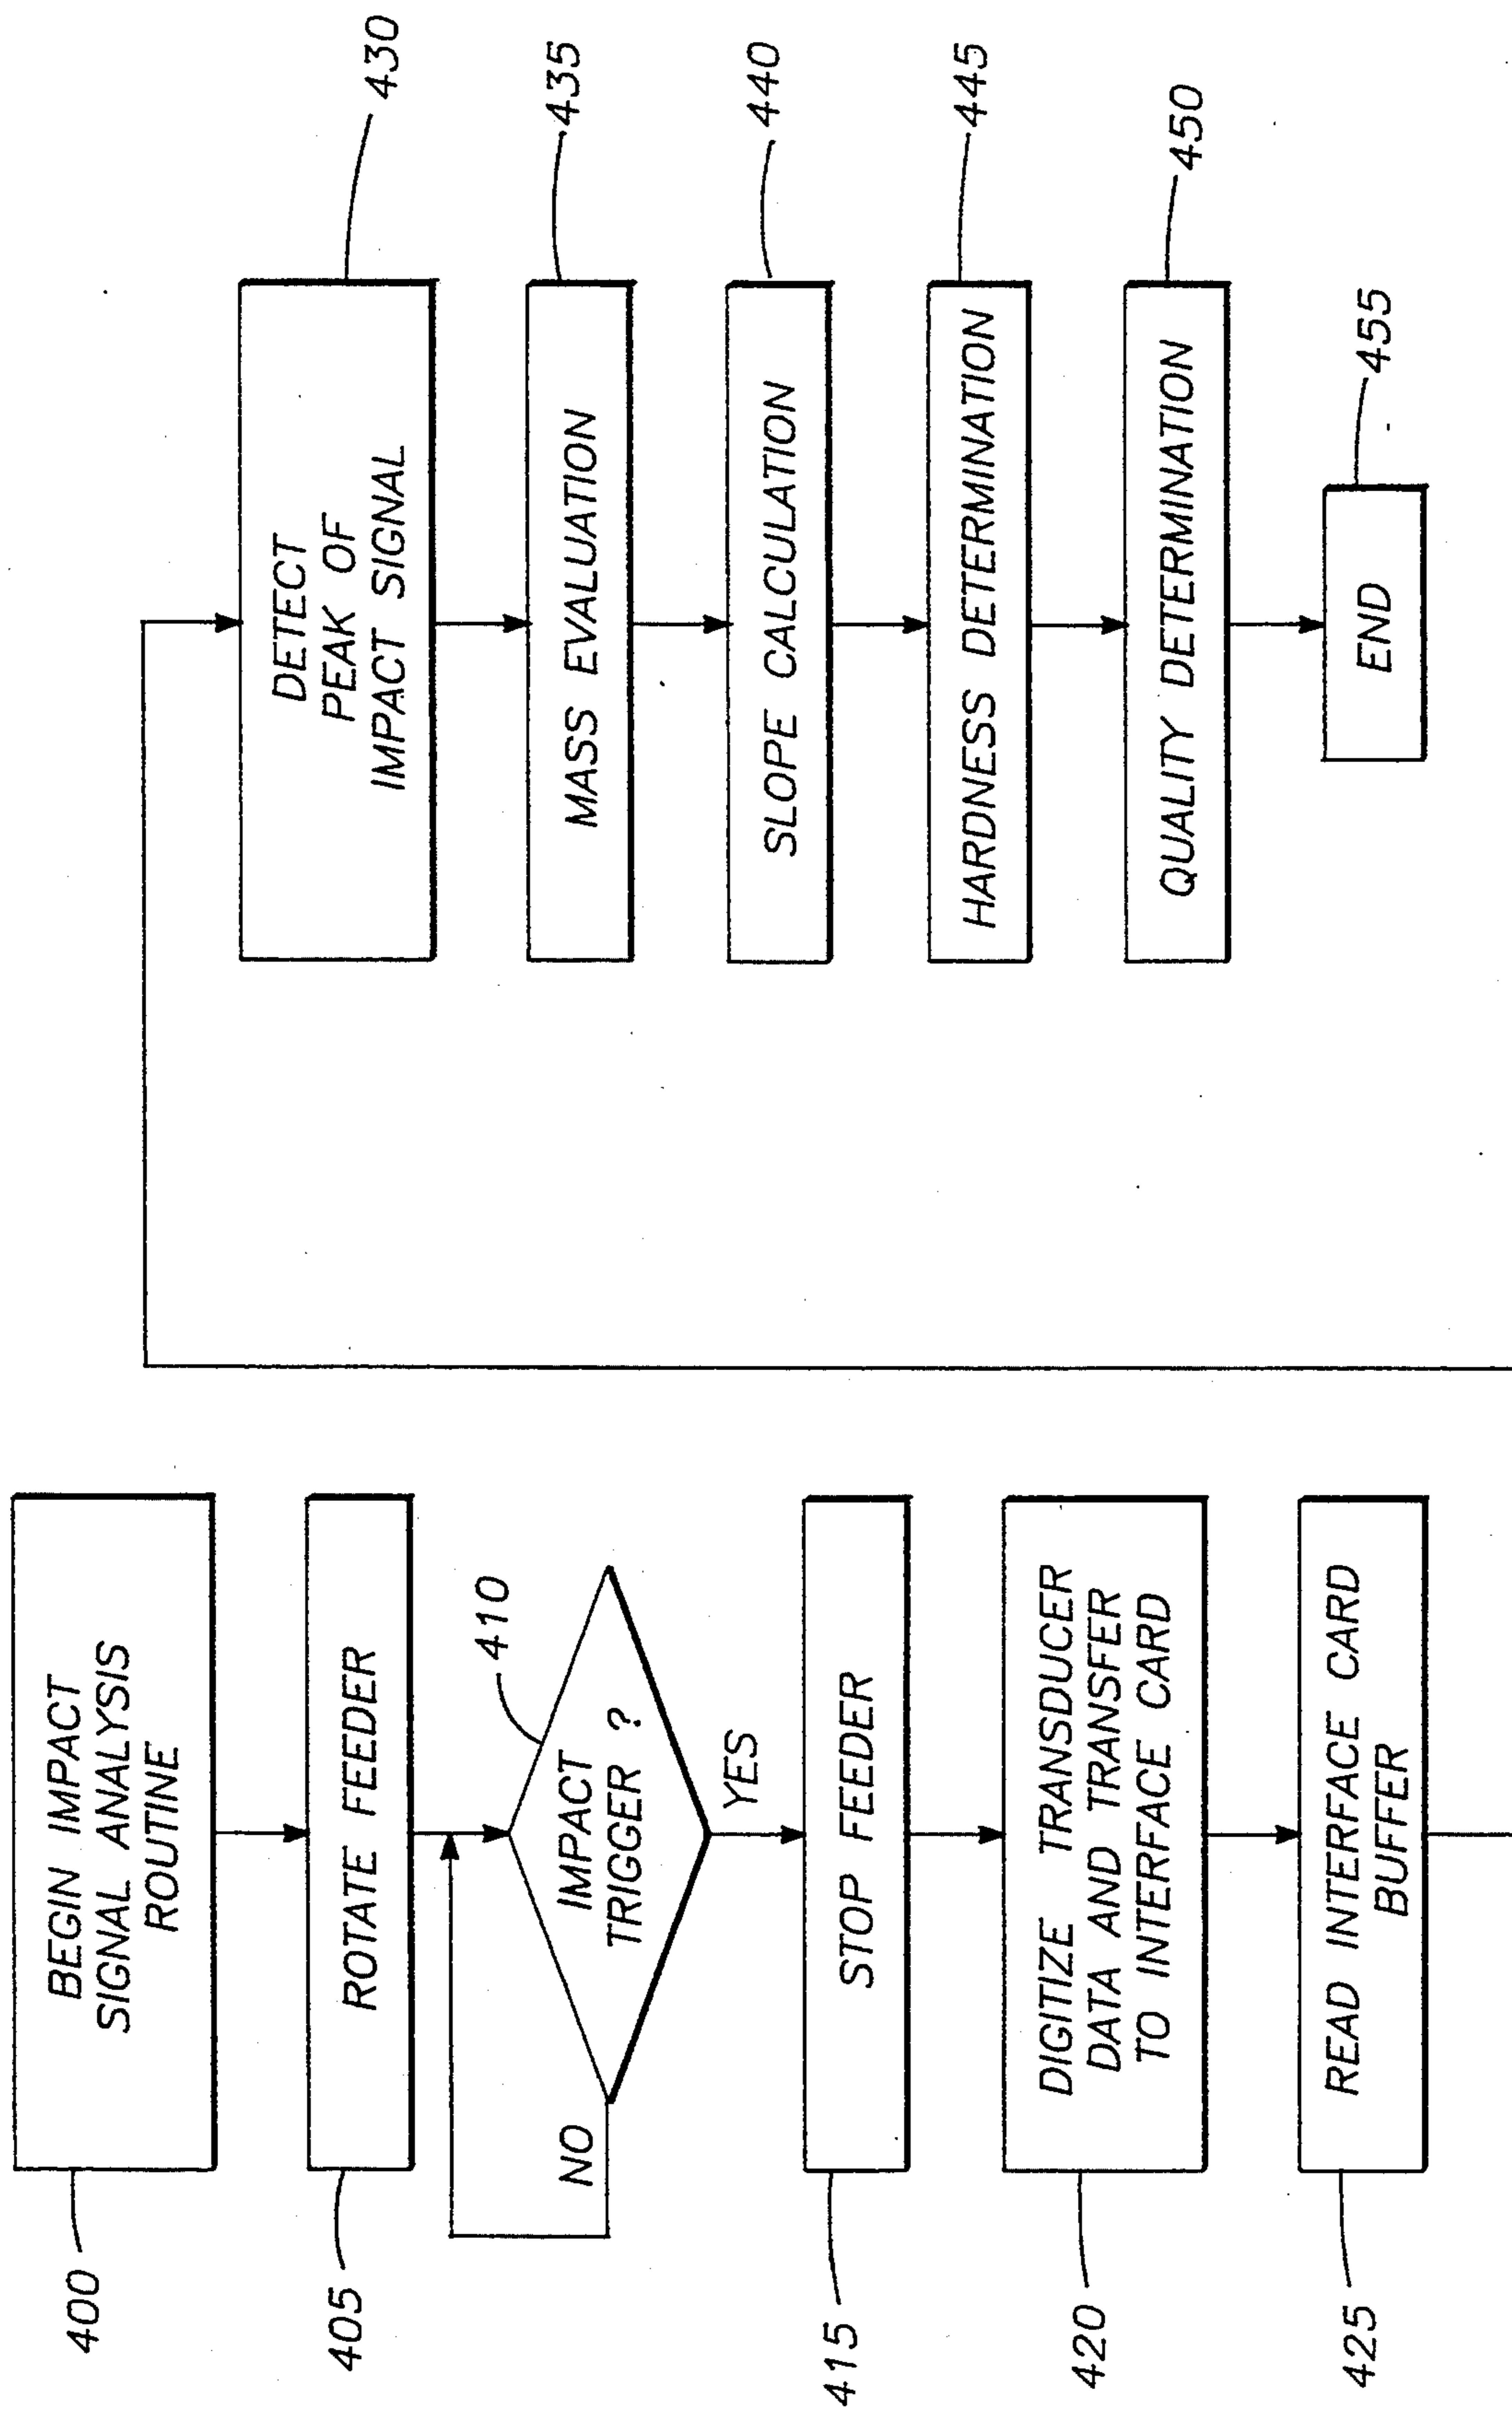 400
BEGIN IMPACT
SIGNAL ANALYSIS
ROUTINE
405
ROTATE FEEDER
410
IMPACT
TRIGGER ?
NO
YES
415
STOP FEEDER
420
DIGITIZE TRANSDUCER
DATA AND TRANSFER
TO INTERFACE CARD
425
READ INTERFACE CARD
BUFFER
430
DETECT
PEAK OF
IMPACT SIGNAL
435
MASS EVALUATION
440
SLOPE CALCULATION
445
HARDNESS DETERMINATION
450
QUALITY DETERMINATION
455
END